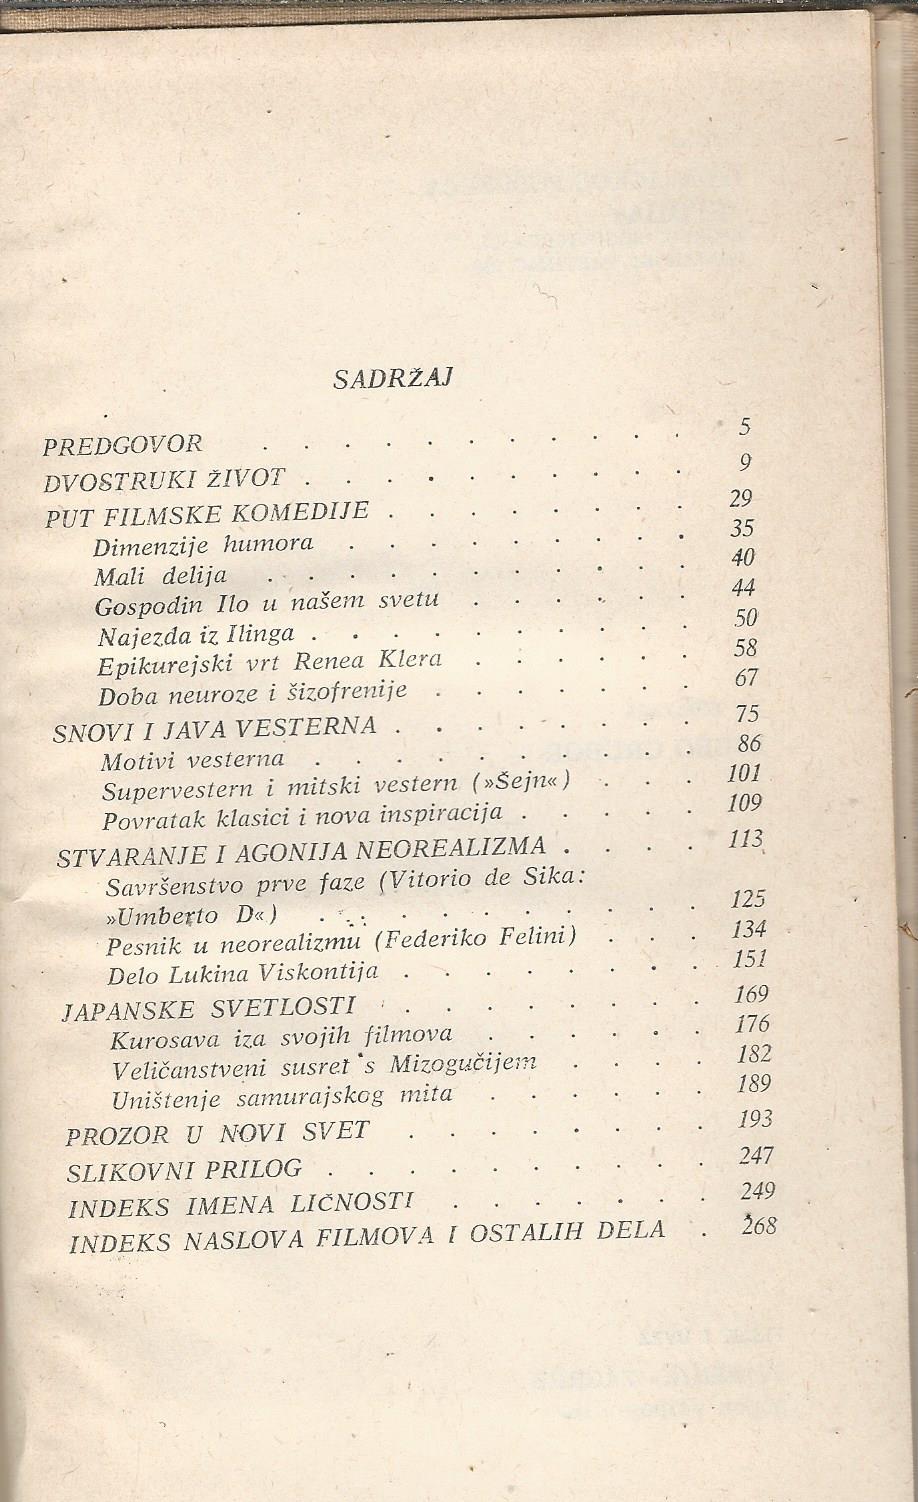 SADRŽAJ
PREDGOVOR . . . . . . . . . . . 5
DVOSTRUKI ŽIVOT . . . . . . . . . . 9
PUT FILMSKE KOMEDIJE . . . . . . . . 29
Dimenzije humora . . . . . . . . . 35
Mali delija . . . . . . . . . . . 40
Gospodin Ilo u našem svetu . . . . . . 44
Najezda iz Ilinga . . . . . . . . . . 50
Epikurejski vrt Renea Klera . . . . . . 58
Doba neuroze i šizofrenije . . . . . . . 67
SNOVI I JAVA VESTERNA . . . . . . . . 75
Motivi vesterna . . . . . . . . . . 86
Supervestern i mitski vestern (»Šejn«) . . . 101
Povratak klasici i nova inspiracija . . . . . 109
STVARANJE I AGONIJA NEOREALIZMA . . . . 113
Savršenstvo prve faze (Vitorio de Sika:
»Umberto D«) . . . . . . . . . . 125
Pesnik u neorealizmu (Federiko Felini) . . . 134
Delo Lukina Viskontija . . . . . . . . 151
JAPANSKE SVETLOSTI . . . . . . . . 169
Kurosava iza svojih filmova . . . . . . 176
Veličanstveni susret s Mizogučijem . . . . 182
Uništenje samurajskog mita . . . . . . 189
PROZOR U NOVI SVET . . . . . . . . 193
SLIKOVNI PRILOG . . . . . . . . . . 247
INDEKS IMENA LIČNOSTI . . . . . . . 249
INDEKS NASLOVA FILMOVA I OSTALIH DELA . 268